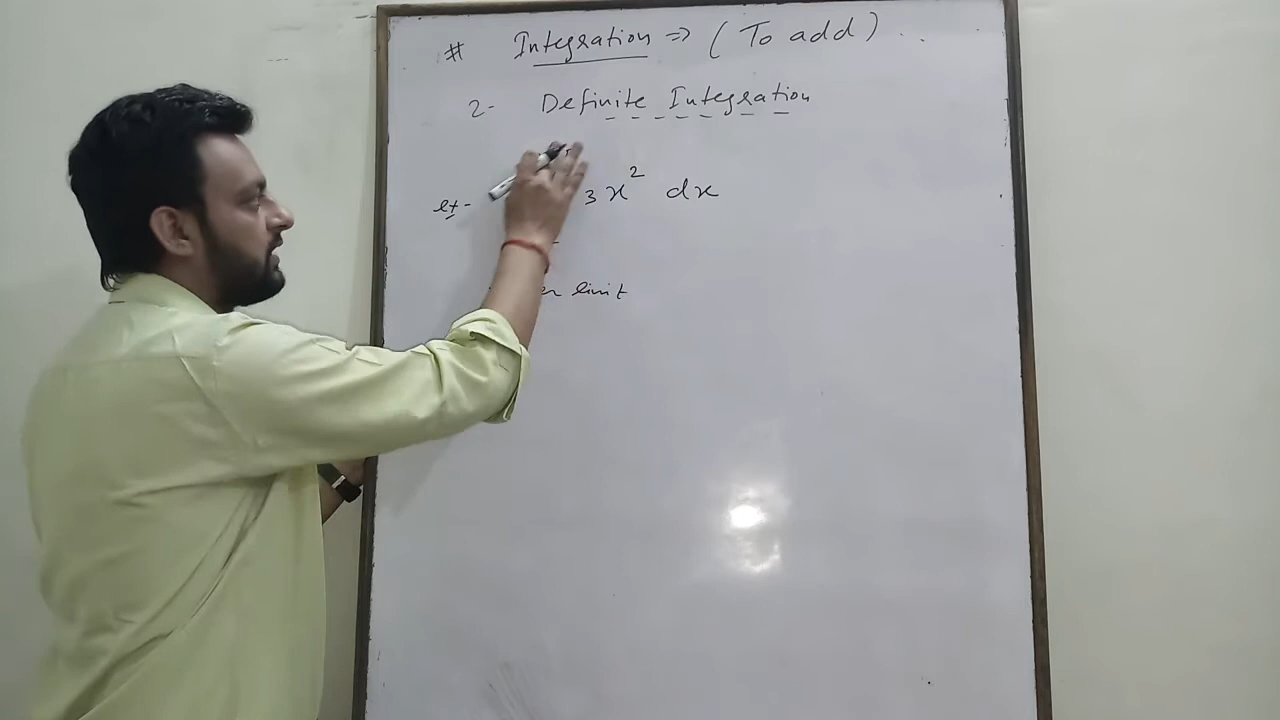 # Integration ⇒ (To add) ..
2- Definite Integration
ex- 3x² dx
limit